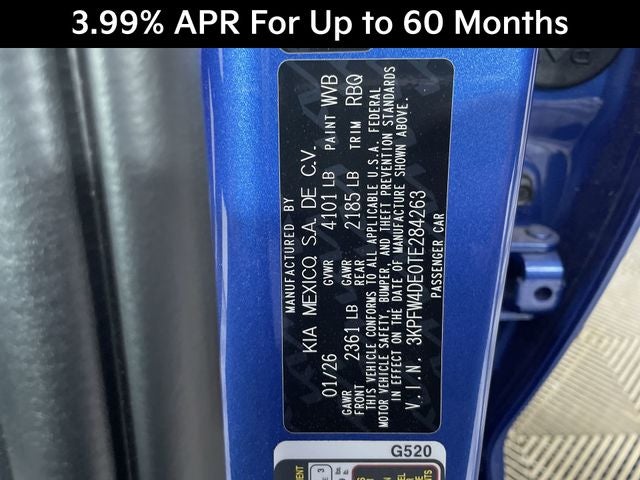 3.99% APR For Up to 60 Months
MANUFACTURED BY
KIA MEXICO, S.A. DE C.V.
01/26 GVWR 4101 LB PAINT WVB
GAWR FRONT 2361 LB GAWR REAR 2185 LB TRIM RBQ
THIS VEHICLE CONFORMS TO ALL APPLICABLE U.S.A. FEDERAL
MOTOR VEHICLE SAFETY, BUMPER, AND THEFT PREVENTION STANDARDS
IN EFFECT ON THE DATE OF MANUFACTURE SHOWN ABOVE.
V.I.N. 3KPFW4DE0TE284263
PASSENGER CAR
G520